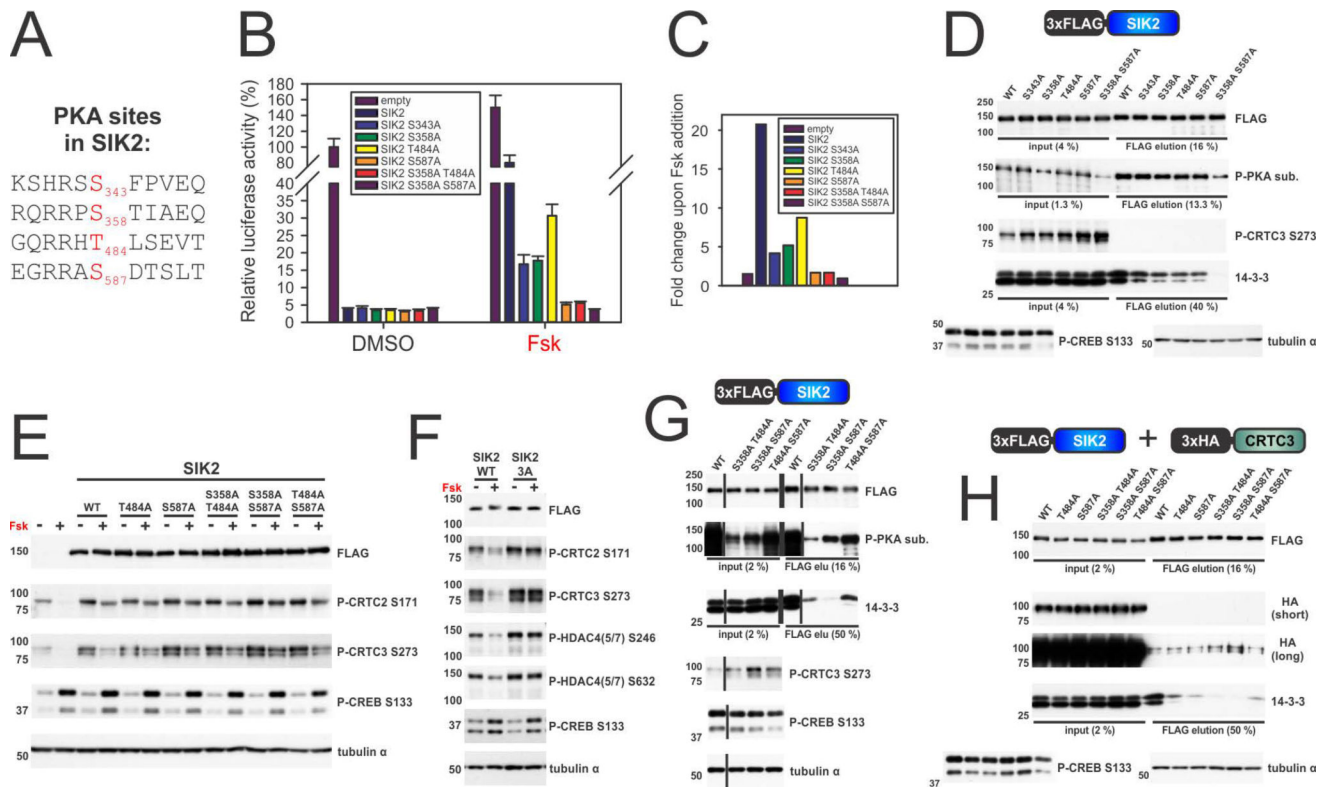 A
PKA sites
in SIK2:
KSHRSS343FPVEQ
RQRRPS358TIAEQ
GQRRHT484LSEVT
EGRRAS587DTSLT
B
Relative luciferase activity (%)
180
160
140
120
100
80
40
35
30
25
20
15
10
5
0
empty
SIK2
SIK2 S343A
SIK2 S358A
SIK2 T484A
SIK2 S587A
SIK2 S358A T484A
SIK2 S358A S587A
DMSO
Fsk
C
Fold change upon Fsk addition
20
15
10
5
0
empty
SIK2
SIK2 S343A
SIK2 S358A
SIK2 T484A
SIK2 S587A
SIK2 S358A T484A
SIK2 S358A S587A
D
3xFLAG SIK2
WT S343A S358A T484A S587A S358A S587A WT S343A S358A T484A S587A S358A S587A
250
150
100
FLAG
input (4 %) FLAG elution (16 %)
150
100
P-PKA sub.
input (1.3 %) FLAG elution (13.3 %)
100
75
P-CRTC3 S273
14-3-3
25
input (4 %) FLAG elution (40 %)
50
37
P-CREB S133
50
tubulin α
E
SIK2
WT T484A S587A S358A T484A S358A S587A T484A S587A
Fsk - + - + - + - + - + - + - +
150
FLAG
100
75
P-CRTC2 S171
100
75
P-CRTC3 S273
37
P-CREB S133
50
tubulin α
F
SIK2 WT SIK2 3A
Fsk - + - +
150
100
FLAG
100
75
P-CRTC2 S171
100
75
P-CRTC3 S273
150
100
P-HDAC4(5/7) S246
150
100
P-HDAC4(5/7) S632
50
37
P-CREB S133
50
tubulin α
G
3xFLAG SIK2
WT S358A T484A S358A S587A T484A S587A WT S358A T484A S358A S587A T484A S587A
250
150
100
FLAG
150
100
P-PKA sub.
input (2 %) FLAG elu (16 %)
14-3-3
25
input (2 %) FLAG elu (50 %)
100
75
P-CRTC3 S273
50
37
P-CREB S133
50
tubulin α
H
3xFLAG SIK2 + 3xHA CRTC3
WT T484A S587A S358A T484A S358A S587A T484A S587A WT T484A S587A S358A T484A S358A S587A T484A S587A
150
100
FLAG
input (2 %) FLAG elution (16 %)
100
75
HA
(short)
100
75
HA
(long)
14-3-3
25
input (2 %) FLAG elution (50 %)
37
P-CREB S133
50
tubulin α